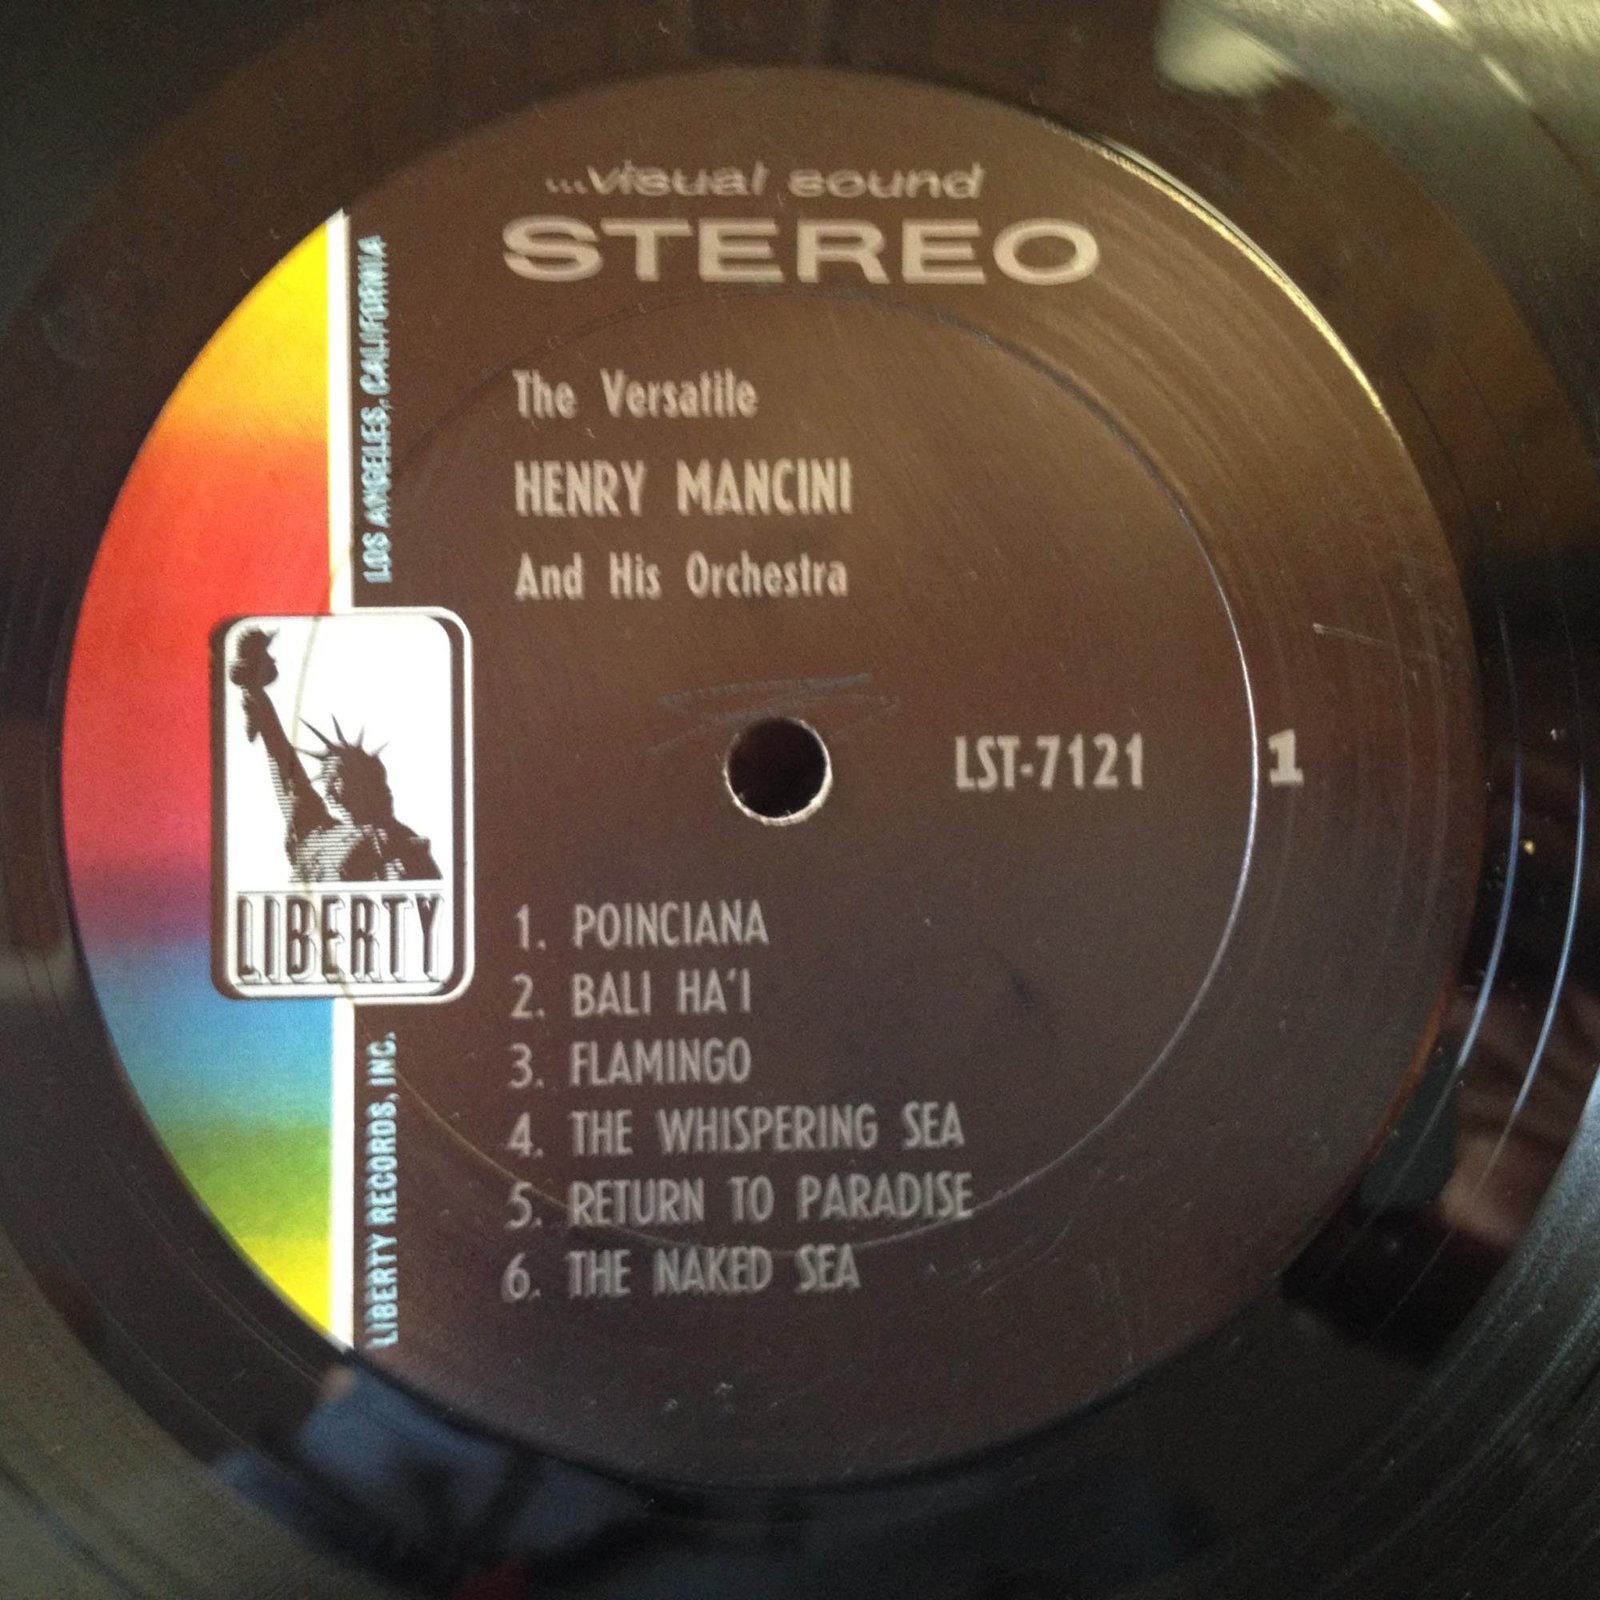 ...visual sound
STEREO
The Versatile
HENRY MANCINI
And His Orchestra
LST-7121 1
1. POINCIANA
2. BALI HA'I
3. FLAMINGO
4. THE WHISPERING SEA
5. RETURN TO PARADISE
6. THE NAKED SEA
LIBERTY
LIBERTY RECORDS, INC.
LOS ANGELES, CALIFORNIA